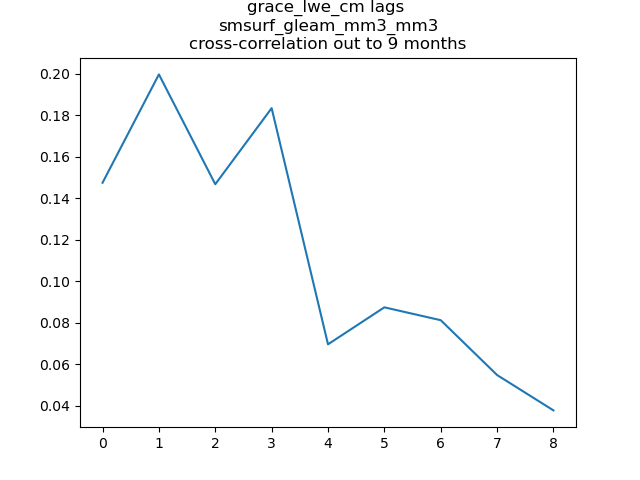 grace_lwe_cm lags
smsurf_gleam_mm3_mm3
cross-correlation out to 9 months
0.20
0.18
0.16
0.14
0.12
0.10
0.08
0.06
0.04
0 1 2 3 4 5 6 7 8